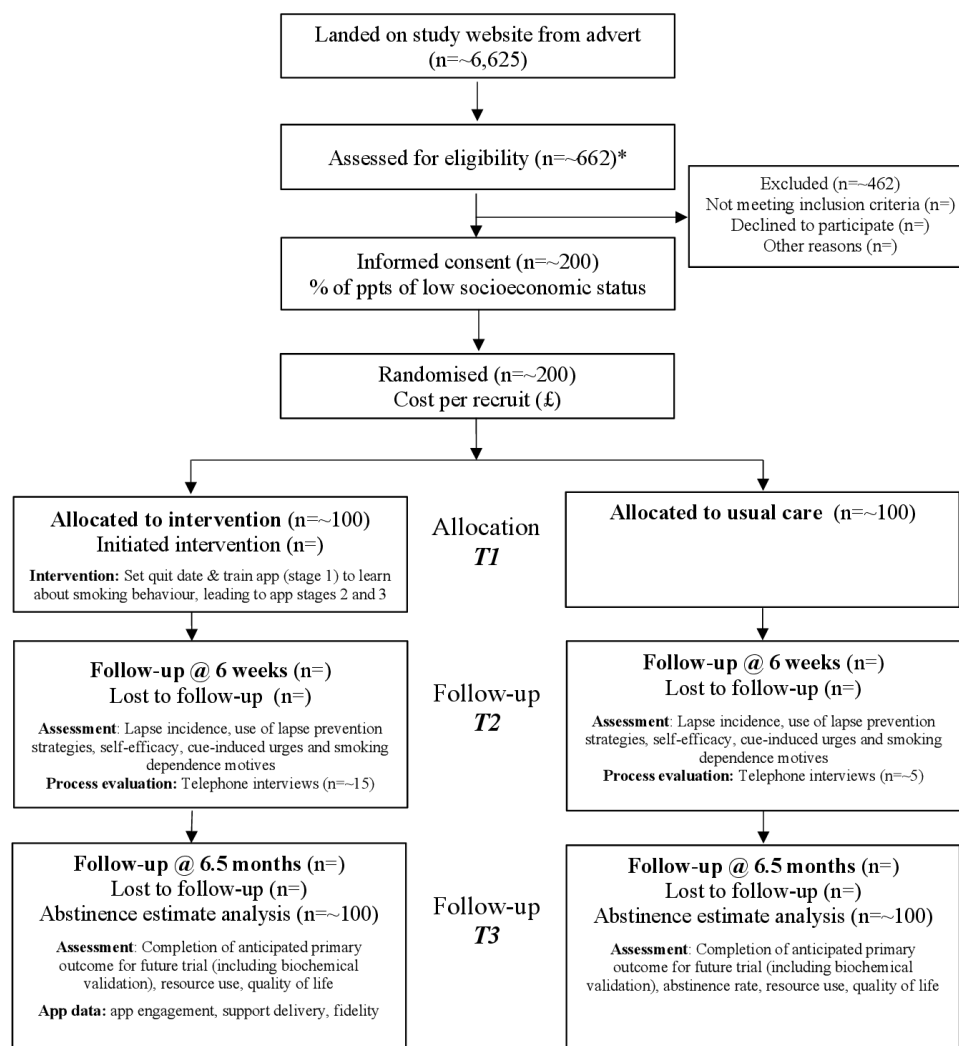 Landed on study website from advert
(n=~6,625)
Assessed for eligibility (n=~662)*
Excluded (n=~462)
Not meeting inclusion criteria (n=)
Declined to participate (n=)
Other reasons (n=)
Informed consent (n=~200)
% of ppts of low socioeconomic status
Randomised (n=~200)
Cost per recruit (£)
Allocated to intervention (n=~100)
Initiated intervention (n=)
Intervention: Set quit date & train app (stage 1) to learn
about smoking behaviour, leading to app stages 2 and 3
Allocation
T1
Allocated to usual care (n=~100)
Follow-up @ 6 weeks (n=)
Lost to follow-up (n=)
Assessment: Lapse incidence, use of lapse prevention
strategies, self-efficacy, cue-induced urges and smoking
dependence motives
Process evaluation: Telephone interviews (n=~15)
Follow-up
T2
Follow-up @ 6 weeks (n=)
Lost to follow-up (n=)
Assessment: Lapse incidence, use of lapse prevention
strategies, self-efficacy, cue-induced urges and smoking
dependence motives
Process evaluation: Telephone interviews (n=~5)
Follow-up @ 6.5 months (n=)
Lost to follow-up (n=)
Abstinence estimate analysis (n=~100)
Assessment: Completion of anticipated primary
outcome for future trial (including biochemical
validation), resource use, quality of life
App data: app engagement, support delivery, fidelity
Follow-up
T3
Follow-up @ 6.5 months (n=)
Lost to follow-up (n=)
Abstinence estimate analysis (n=~100)
Assessment: Completion of anticipated primary
outcome for future trial (including biochemical
validation), abstinence rate, resource use, quality of life